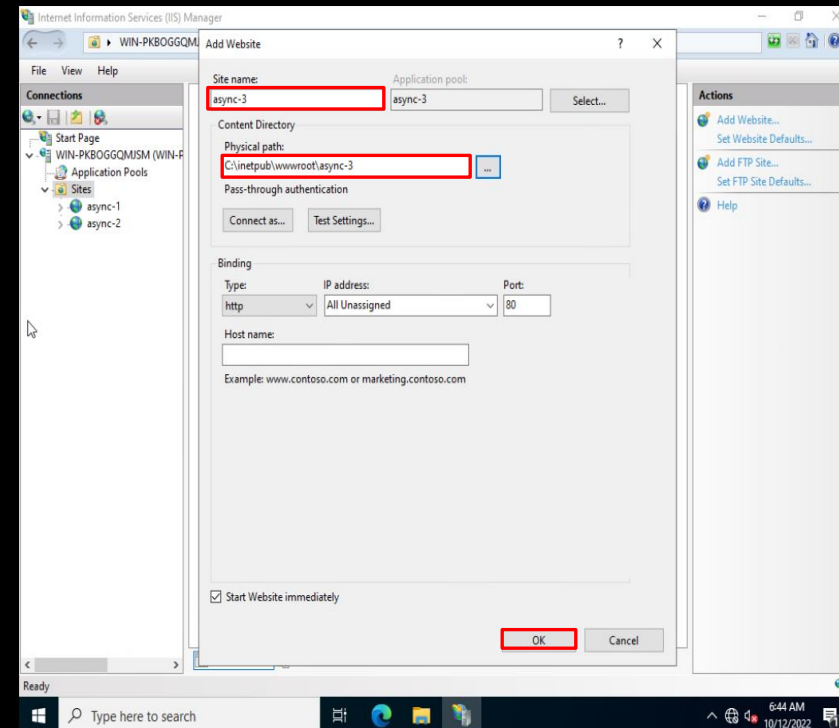 Internet Information Services (IIS) Manager
WIN-PKBOGGQMJ
File View Help
Connections
Start Page
WIN-PKBOGGQMJSM (WIN-P
Application Pools
Sites
async-1
async-2
Ready
Add Website
? X
Site name:
Application pool:
async-3
async-3
Select...
Content Directory
Physical path:
C:\inetpub\wwwroot\async-3
...
Pass-through authentication
Connect as...
Test Settings...
Binding
Type:
IP address:
Port:
http
All Unassigned
80
Host name:
Example: www.contoso.com or marketing.contoso.com
Start Website immediately
OK
Cancel
Actions
Add Website...
Set Website Defaults...
Add FTP Site...
Set FTP Site Defaults...
Help
Type here to search
6:44 AM
10/12/2022